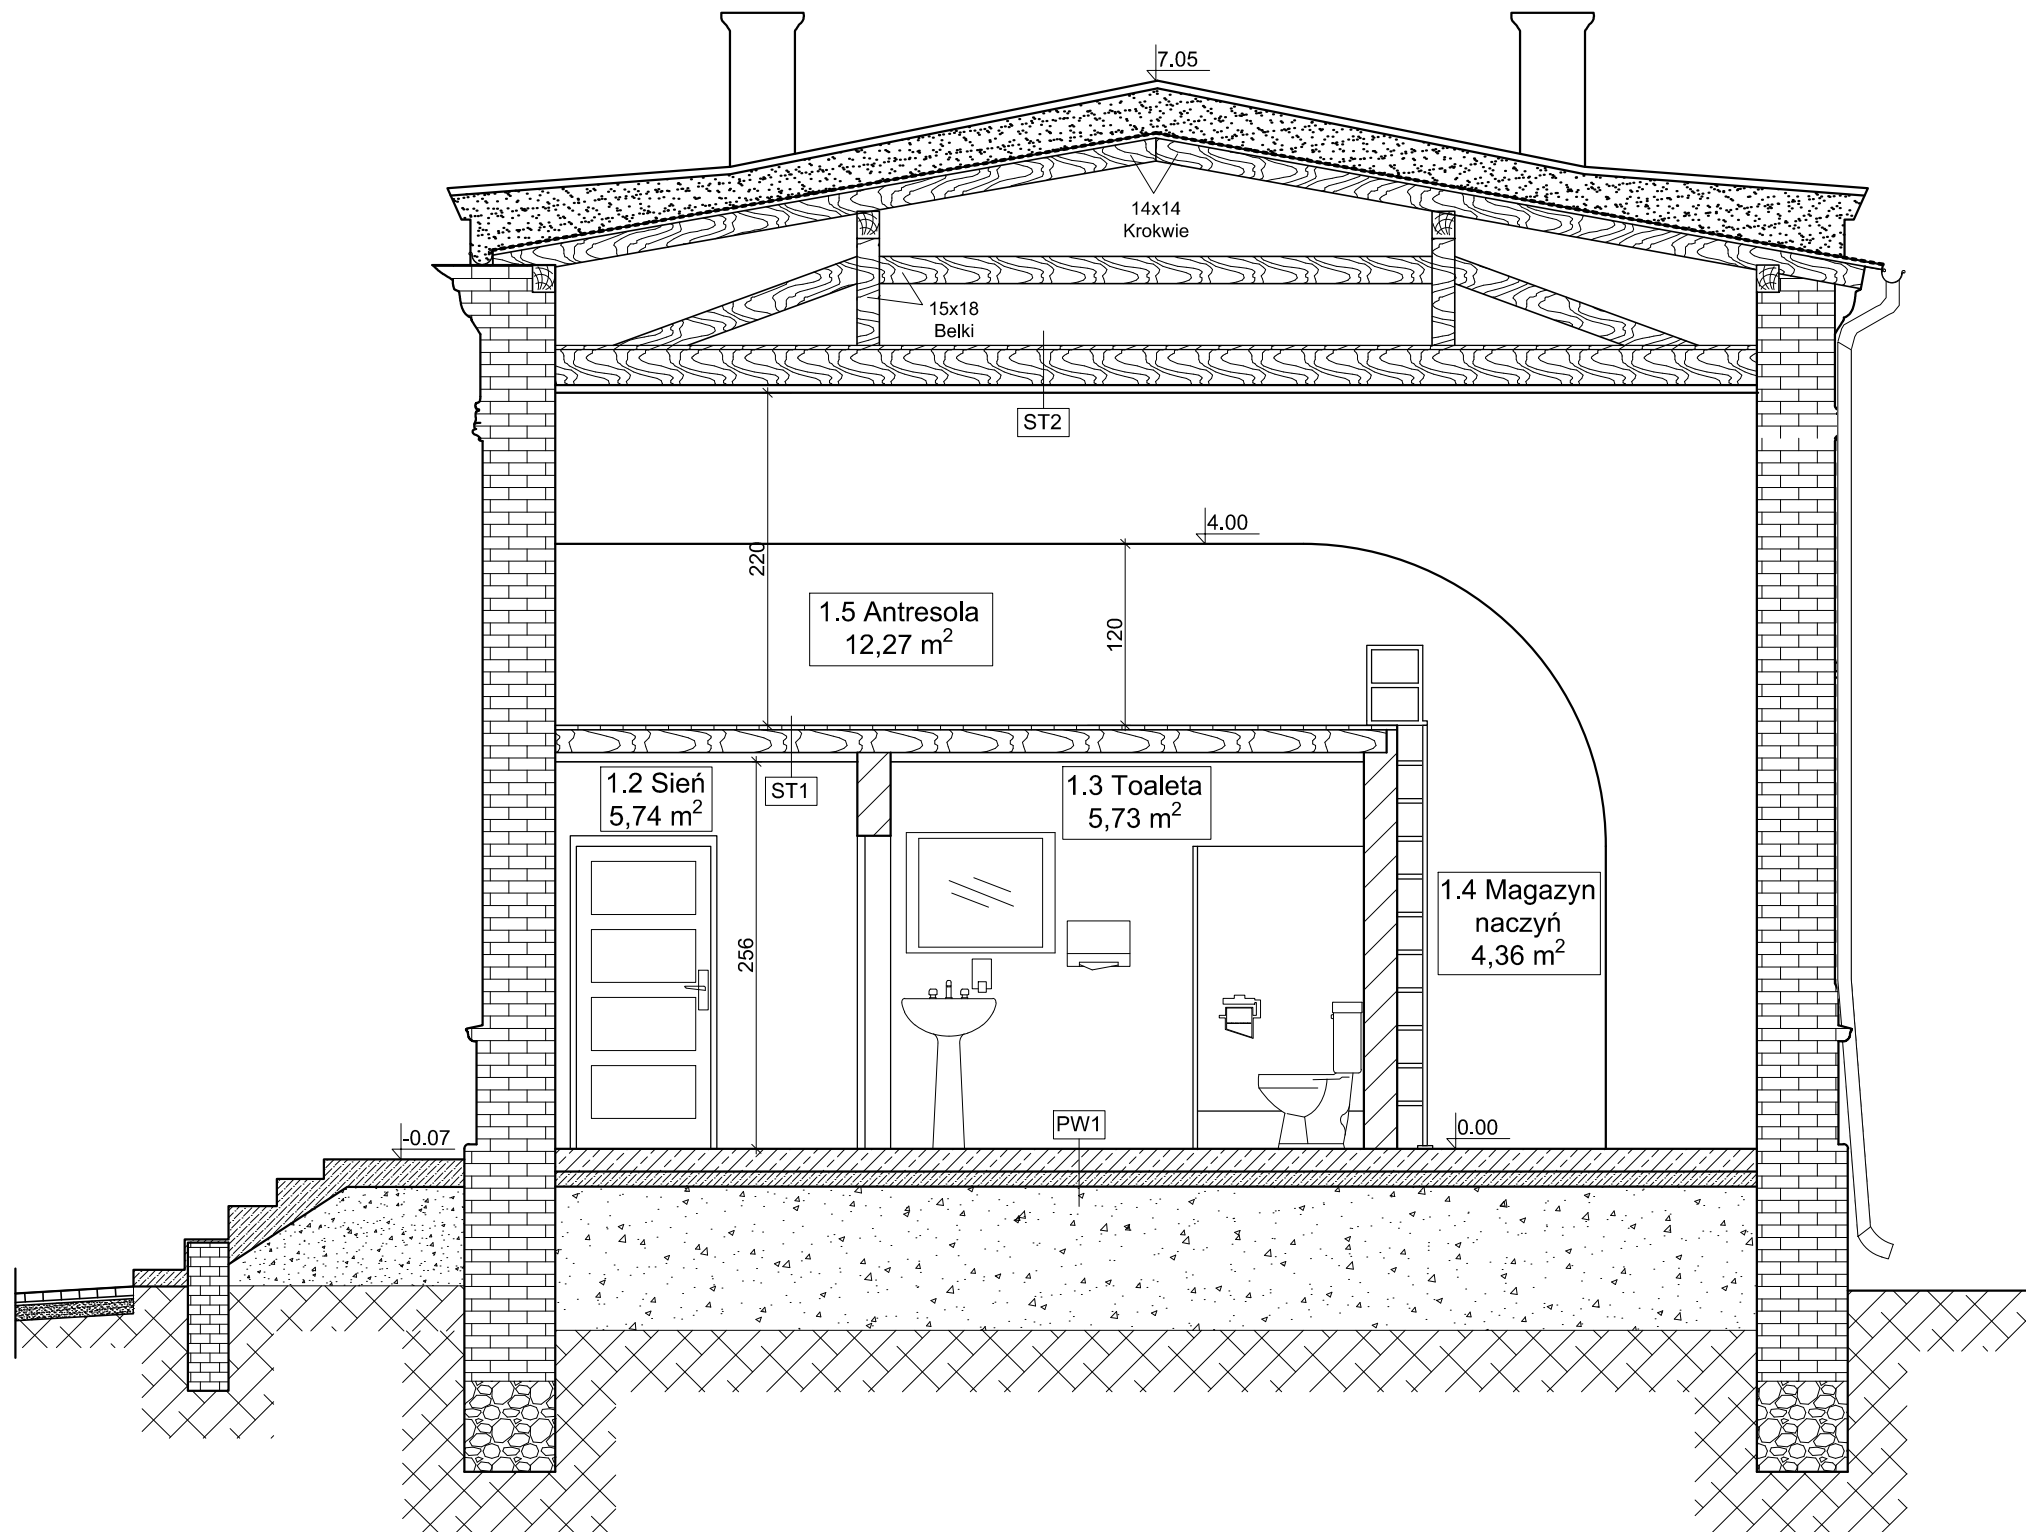 7.05
14x14
Krokwie
15x18
Belki
ST2
4.00
220
1.5 Antresola
12,27 m²
120
1.2 Sień
5,74 m²
ST1
1.3 Toaleta
5,73 m²
1.4 Magazyn
naczyń
4,36 m²
256
PW1
-0.07
0.00